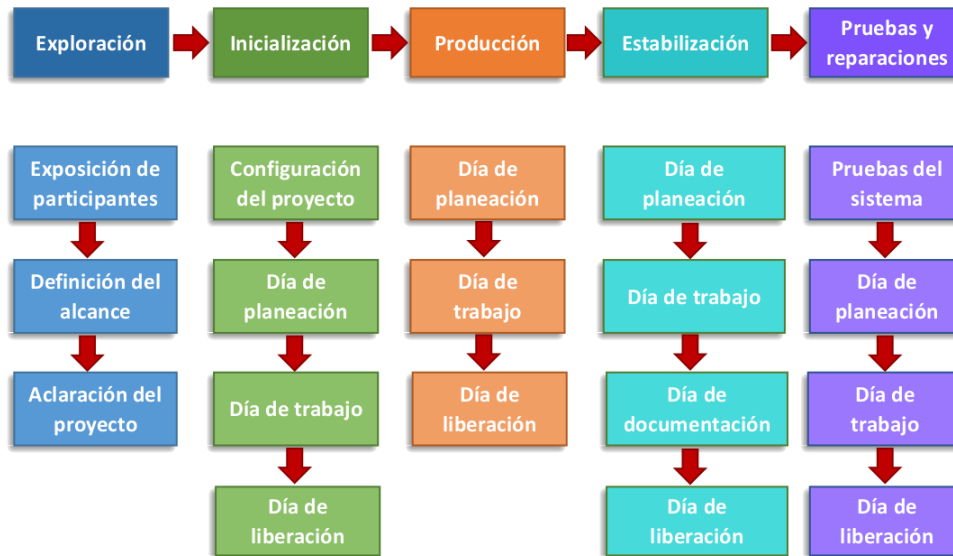 Exploración
Inicialización
Producción
Estabilización
Pruebas y
reparaciones
Exposición de
participantes
Definición del
alcance
Aclaración del
proyecto
Configuración
del proyecto
Día de
planeación
Día de trabajo
Día de
liberación
Día de
planeación
Día de
trabajo
Día de
liberación
Día de
planeación
Día de trabajo
Día de
documentación
Día de
liberación
Pruebas del
sistema
Día de
planeación
Día de
trabajo
Día de
liberación